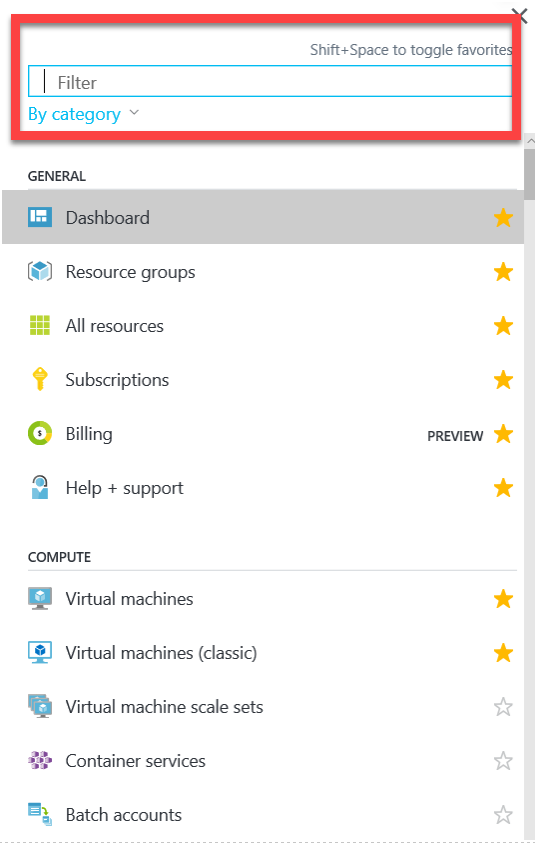 Shift+Space to toggle favorites
Filter
By category
GENERAL
Dashboard
Resource groups
All resources
Subscriptions
Billing PREVIEW
Help + support
COMPUTE
Virtual machines
Virtual machines (classic)
Virtual machine scale sets
Container services
Batch accounts